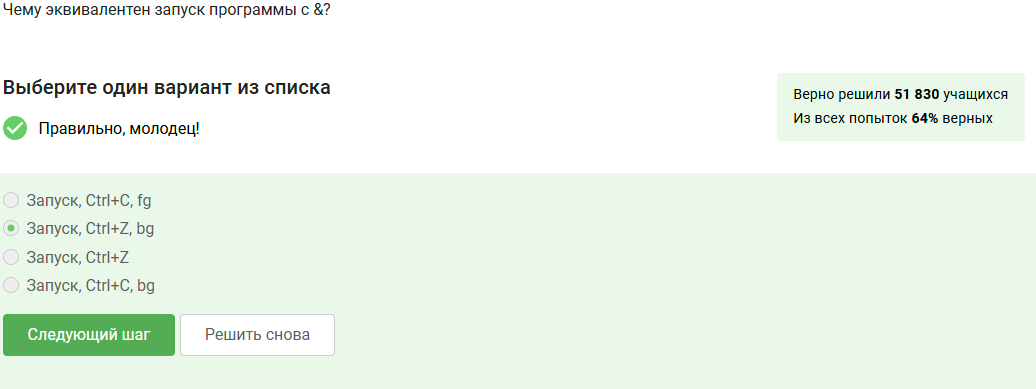 Чему эквивалентен запуск программы с &?
Выберите один вариант из списка
Верно решили 51 830 учащихся
Из всех попыток 64% верных
Правильно, молодец!
Запуск, Ctrl+C, fg
Запуск, Ctrl+Z, bg
Запуск, Ctrl+Z
Запуск, Ctrl+C, bg
Следующий шаг
Решить снова